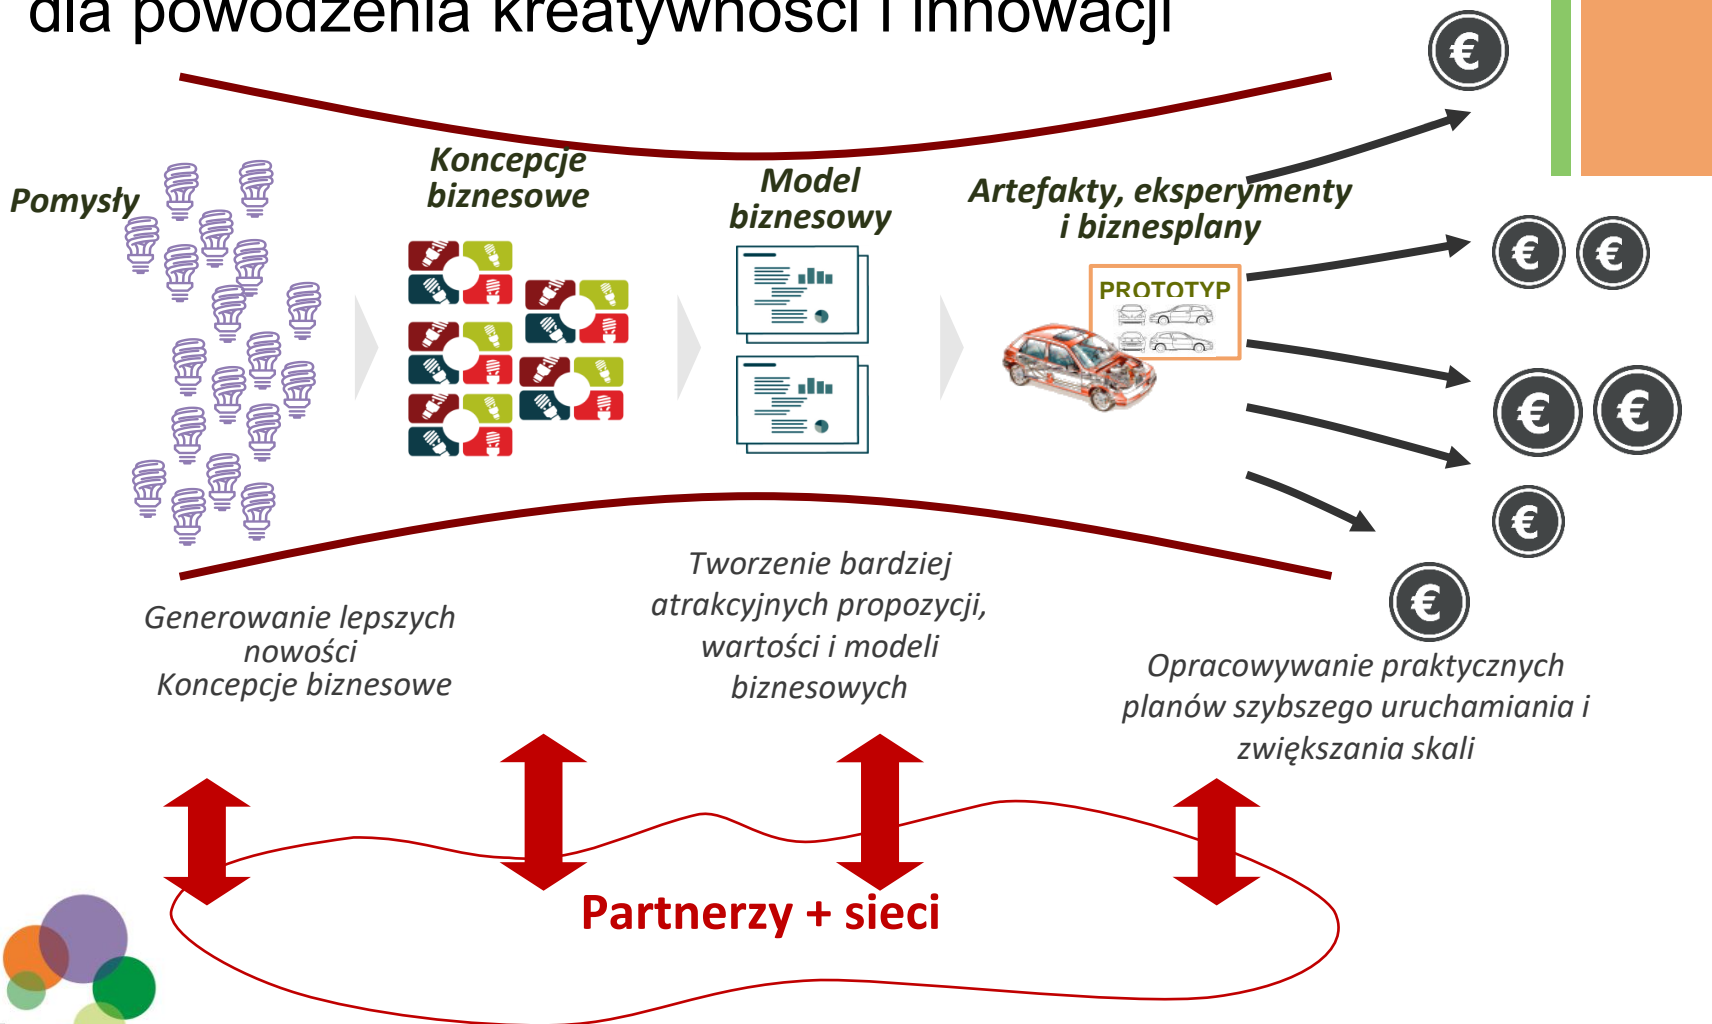 dla powodzenia kreatywności i innowacji
Pomysły
Koncepcje
biznesowe
Model
biznesowy
Artefakty, eksperymenty
i biznesplany
PROTOTYP
€
€ €
€ €
€
€
Generowanie lepszych
nowości
Koncepcje biznesowe
Tworzenie bardziej
atrakcyjnych propozycji,
wartości i modeli
biznesowych
Opracowywanie praktycznych
planów szybszego uruchamiania i
zwiększania skali
Partnerzy + sieci